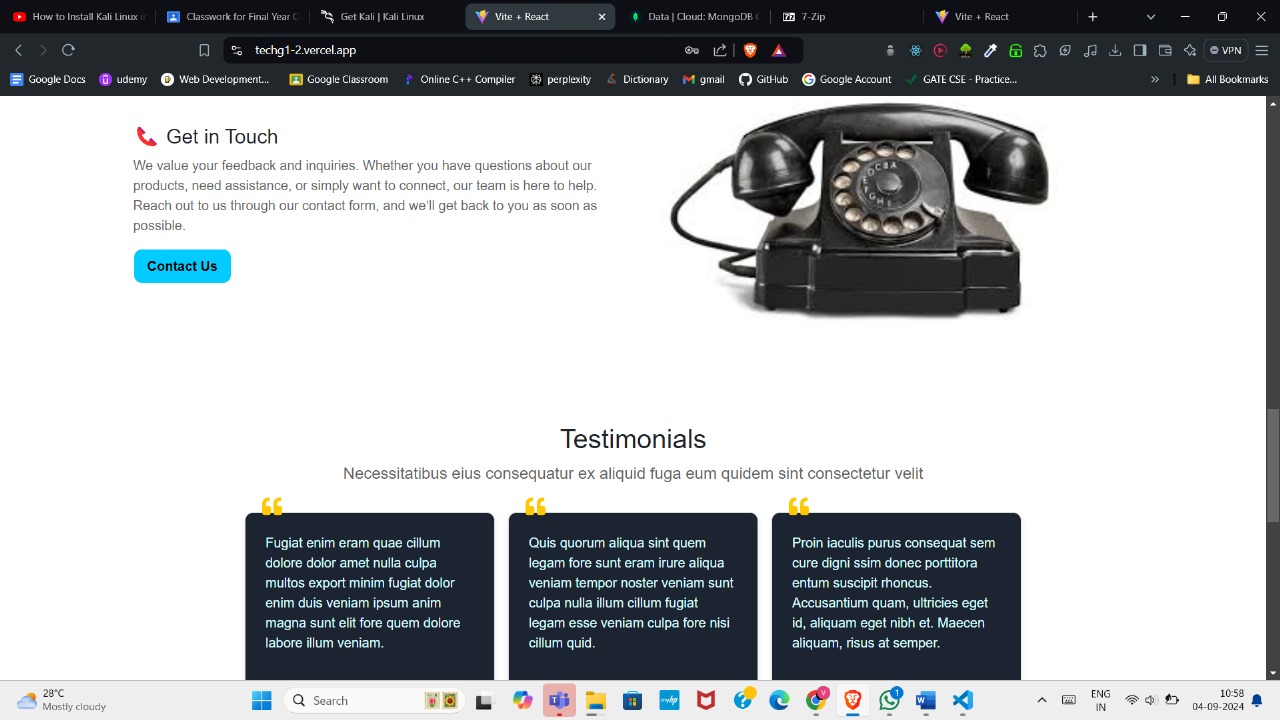 How to Install Kali Linux i
Classwork for Final Year C
Get Kali | Kali Linux
Vite + React
Data | Cloud: MongoDB C
7-Zip
Vite + React
techg1-2.vercel.app
VPN
Google Docs
udemy
Web Development...
Google Classroom
Online C++ Compiler
perplexity
Dictionary
gmail
GitHub
Google Account
GATE CSE - Practice...
All Bookmarks
Get in Touch
We value your feedback and inquiries. Whether you have questions about our
products, need assistance, or simply want to connect, our team is here to help.
Reach out to us through our contact form, and we'll get back to you as soon as
possible.
Contact Us
Testimonials
Necessitatibus eius consequatur ex aliquid fuga eum quidem sint consectetur velit
Fugiat enim eram quae cillum
dolore dolor amet nulla culpa
multos export minim fugiat dolor
enim duis veniam ipsum anim
magna sunt elit fore quem dolore
labore illum veniam.
Quis quorum aliqua sint quem
legam fore sunt eram irure aliqua
veniam tempor noster veniam sunt
culpa nulla illum cillum fugiat
legam esse veniam culpa fore nisi
cillum quid.
Proin iaculis purus consequat sem
cure digni ssim donec porttitora
entum suscipit rhoncus.
Accusantium quam, ultricies eget
id, aliquam eget nibh et. Maecen
aliquam, risus at semper.
28°C
Mostly cloudy
Search
ENG
IN
10:58
04-09-2024